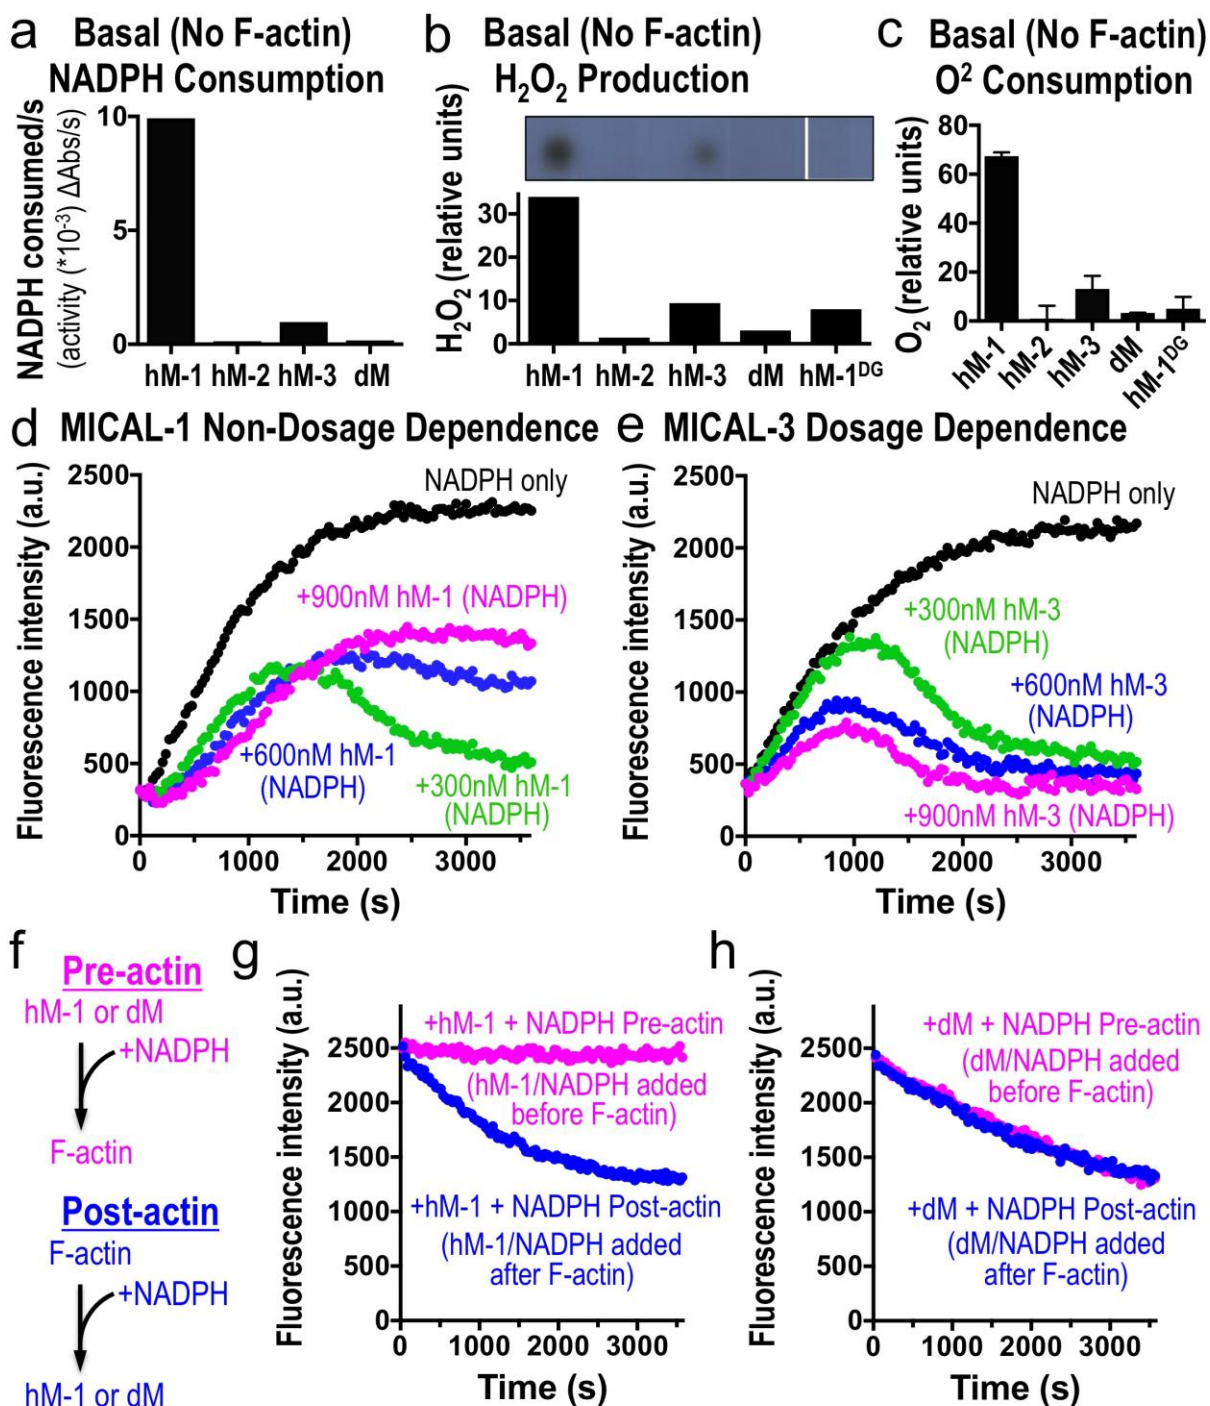 a Basal (No F-actin)
NADPH Consumption
NADPH consumed/s
(activity (*10⁻³) ΔAbs/s)
10
5
0
hM-1 hM-2 hM-3 dM
b Basal (No F-actin)
H₂O₂ Production
H₂O₂ (relative units)
30
20
10
0
hM-1 hM-2 hM-3 dM hM-1ᴰᴳ
c Basal (No F-actin)
O² Consumption
O₂ (relative units)
80
60
40
20
0
hM-1 hM-2 hM-3 dM hM-1ᴰᴳ
d MICAL-1 Non-Dosage Dependence
Fluorescence intensity (a.u.)
2500
2000
1500
1000
500
0
NADPH only
+900nM hM-1 (NADPH)
+600nM hM-1
(NADPH)
+300nM hM-1
(NADPH)
0 1000 2000 3000
Time (s)
e MICAL-3 Dosage Dependence
Fluorescence intensity (a.u.)
2500
2000
1500
1000
500
0
NADPH only
+300nM hM-3
(NADPH)
+600nM hM-3
(NADPH)
+900nM hM-3 (NADPH)
0 1000 2000 3000
Time (s)
f
Pre-actin
hM-1 or dM
+NADPH
F-actin
Post-actin
F-actin
+NADPH
hM-1 or dM
g
Fluorescence intensity (a.u.)
2500
2000
1500
1000
500
0
+hM-1 + NADPH Pre-actin
(hM-1/NADPH added
before F-actin)
+hM-1 + NADPH Post-actin
(hM-1/NADPH added
after F-actin)
0 1000 2000 3000
Time (s)
h
Fluorescence intensity (a.u.)
2500
2000
1500
1000
500
0
+dM + NADPH Pre-actin
(dM/NADPH added
before F-actin)
+dM + NADPH Post-actin
(dM/NADPH added
after F-actin)
0 1000 2000 3000
Time (s)